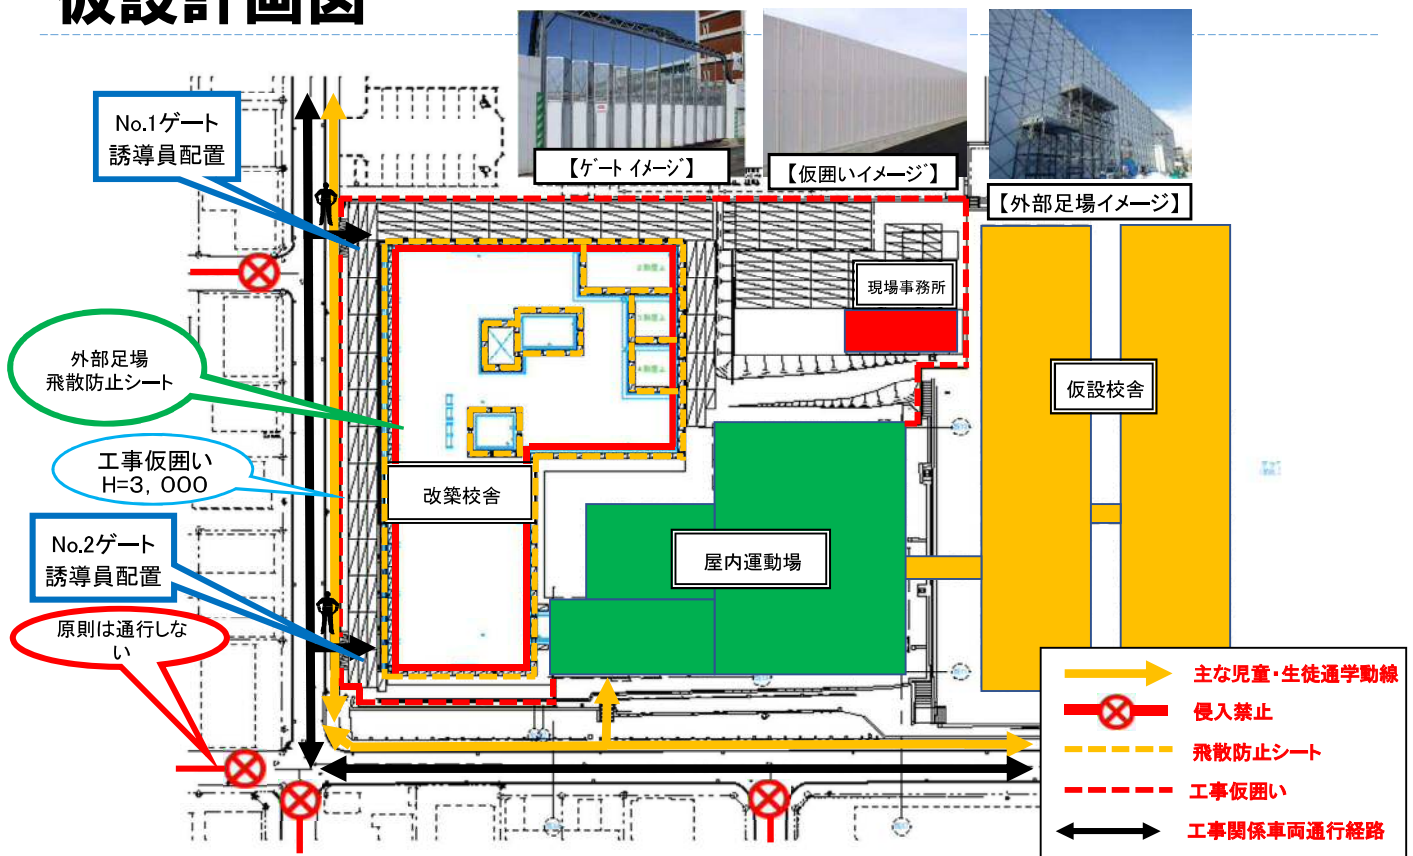 仮設計画図
【ゲート イメージ】
【仮囲いイメージ】
【外部足場イメージ】
No.1ゲート
誘導員配置
現場事務所
外部足場
飛散防止シート
仮設校舎
工事仮囲い
H=3,000
改築校舎
No.2ゲート
誘導員配置
屋内運動場
原則は通行しな
い
主な児童・生徒通学動線
侵入禁止
飛散防止シート
工事仮囲い
工事関係車両通行経路